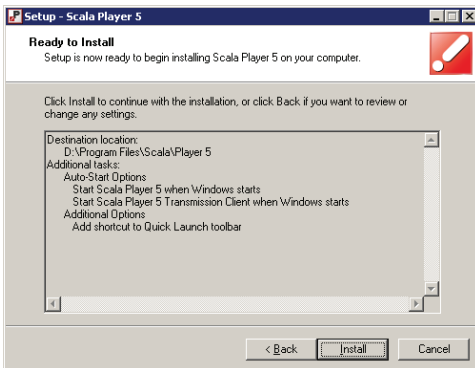 Setup - Scala Player 5
Ready to Install
Setup is now ready to begin installing Scala Player 5 on your computer.
Click Install to continue with the installation, or click Back if you want to review or
change any settings.
Destination location:
D:\Program Files\Scala\Player 5
Additional tasks:
Auto-Start Options
Start Scala Player 5 when Windows starts
Start Scala Player 5 Transmission Client when Windows starts
Additional Options
Add shortcut to Quick Launch toolbar
< Back
Install
Cancel